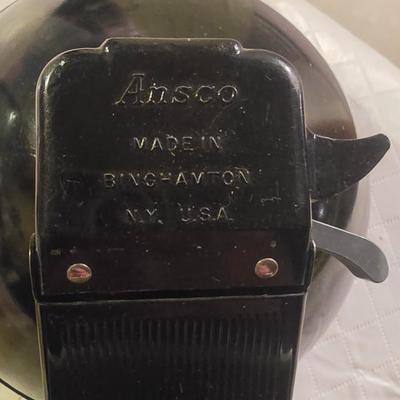 Ansco
MADE IN
BINGHAMTON
N.Y. U.S.A.